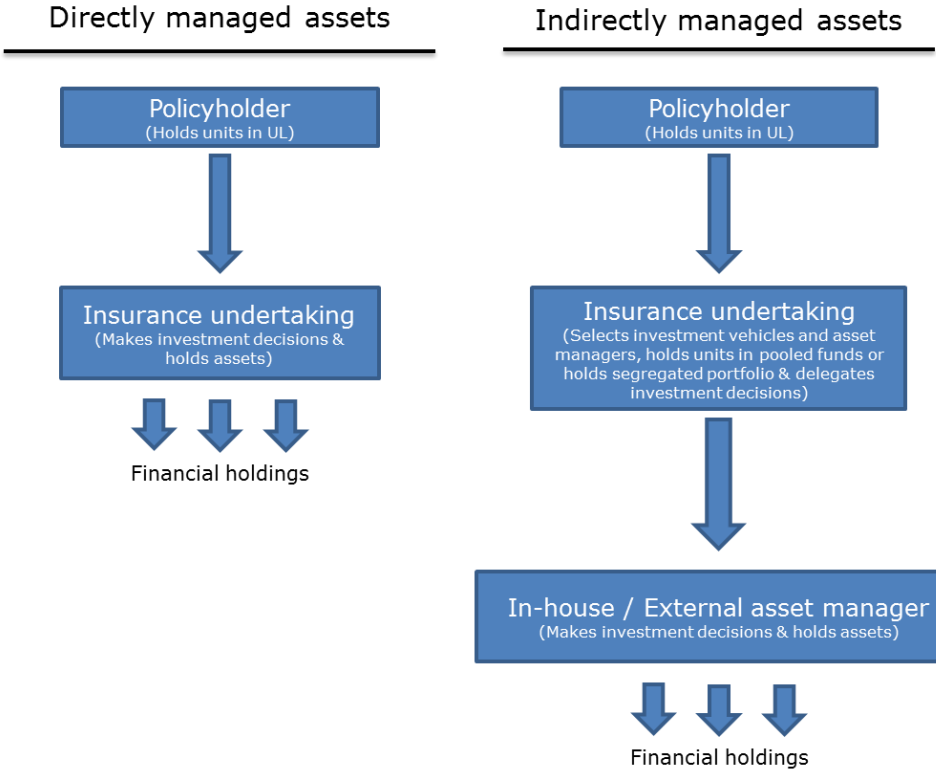 Directly managed assets
Policyholder
(Holds units in UL)
Insurance undertaking
(Makes investment decisions &
holds assets)
Financial holdings
Indirectly managed assets
Policyholder
(Holds units in UL)
Insurance undertaking
(Selects investment vehicles and asset
managers, holds units in pooled funds or
holds segregated portfolio & delegates
investment decisions)
In-house / External asset manager
(Makes investment decisions & holds assets)
Financial holdings